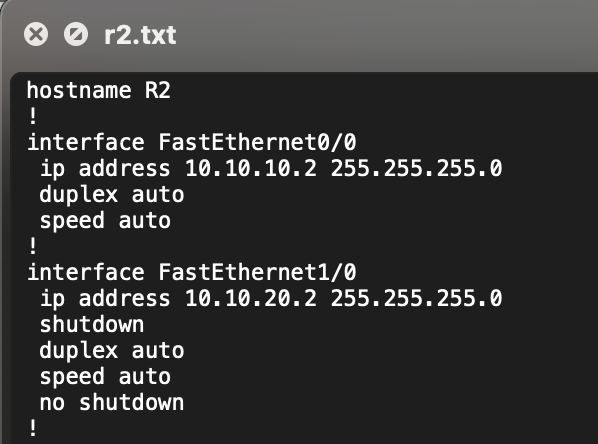 r2.txt
hostname R2
!
interface FastEthernet0/0
 ip address 10.10.10.2 255.255.255.0
 duplex auto
 speed auto
!
interface FastEthernet1/0
 ip address 10.10.20.2 255.255.255.0
 shutdown
 duplex auto
 speed auto
 no shutdown
!